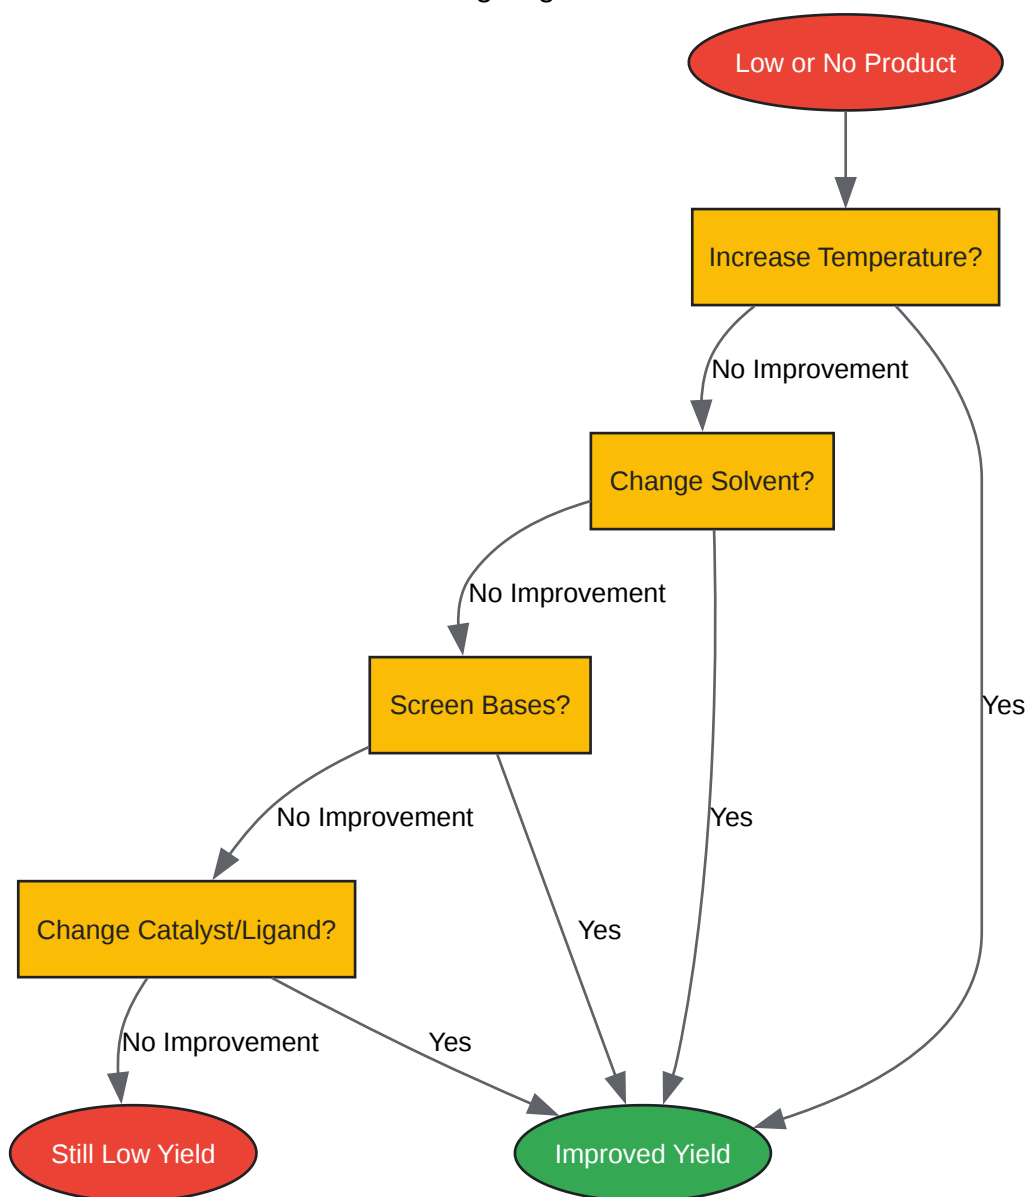 Low or No Product
Increase Temperature?
No Improvement
Change Solvent?
No Improvement
Screen Bases?
Yes
No Improvement
Yes
Change Catalyst/Ligand?
Yes
No Improvement
Yes
Still Low Yield
Improved Yield